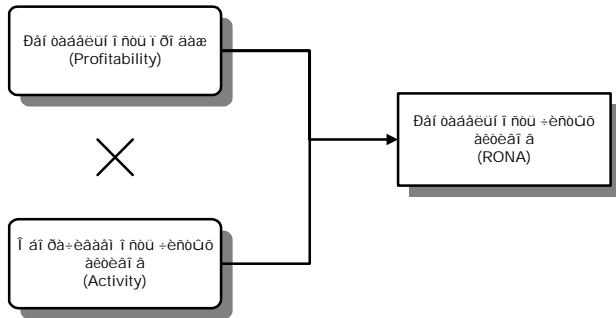 Ðåí òàáåëüí î ñòü ï ðî äàæ
(Profitability)
Ðåí òàáåëüí î ñòü ÷èñòûõ
àêòèâî â
(RONA)
Î áî ðà÷èâàåì î ñòü ÷èñòûõ
àêòèâî â
(Activity)